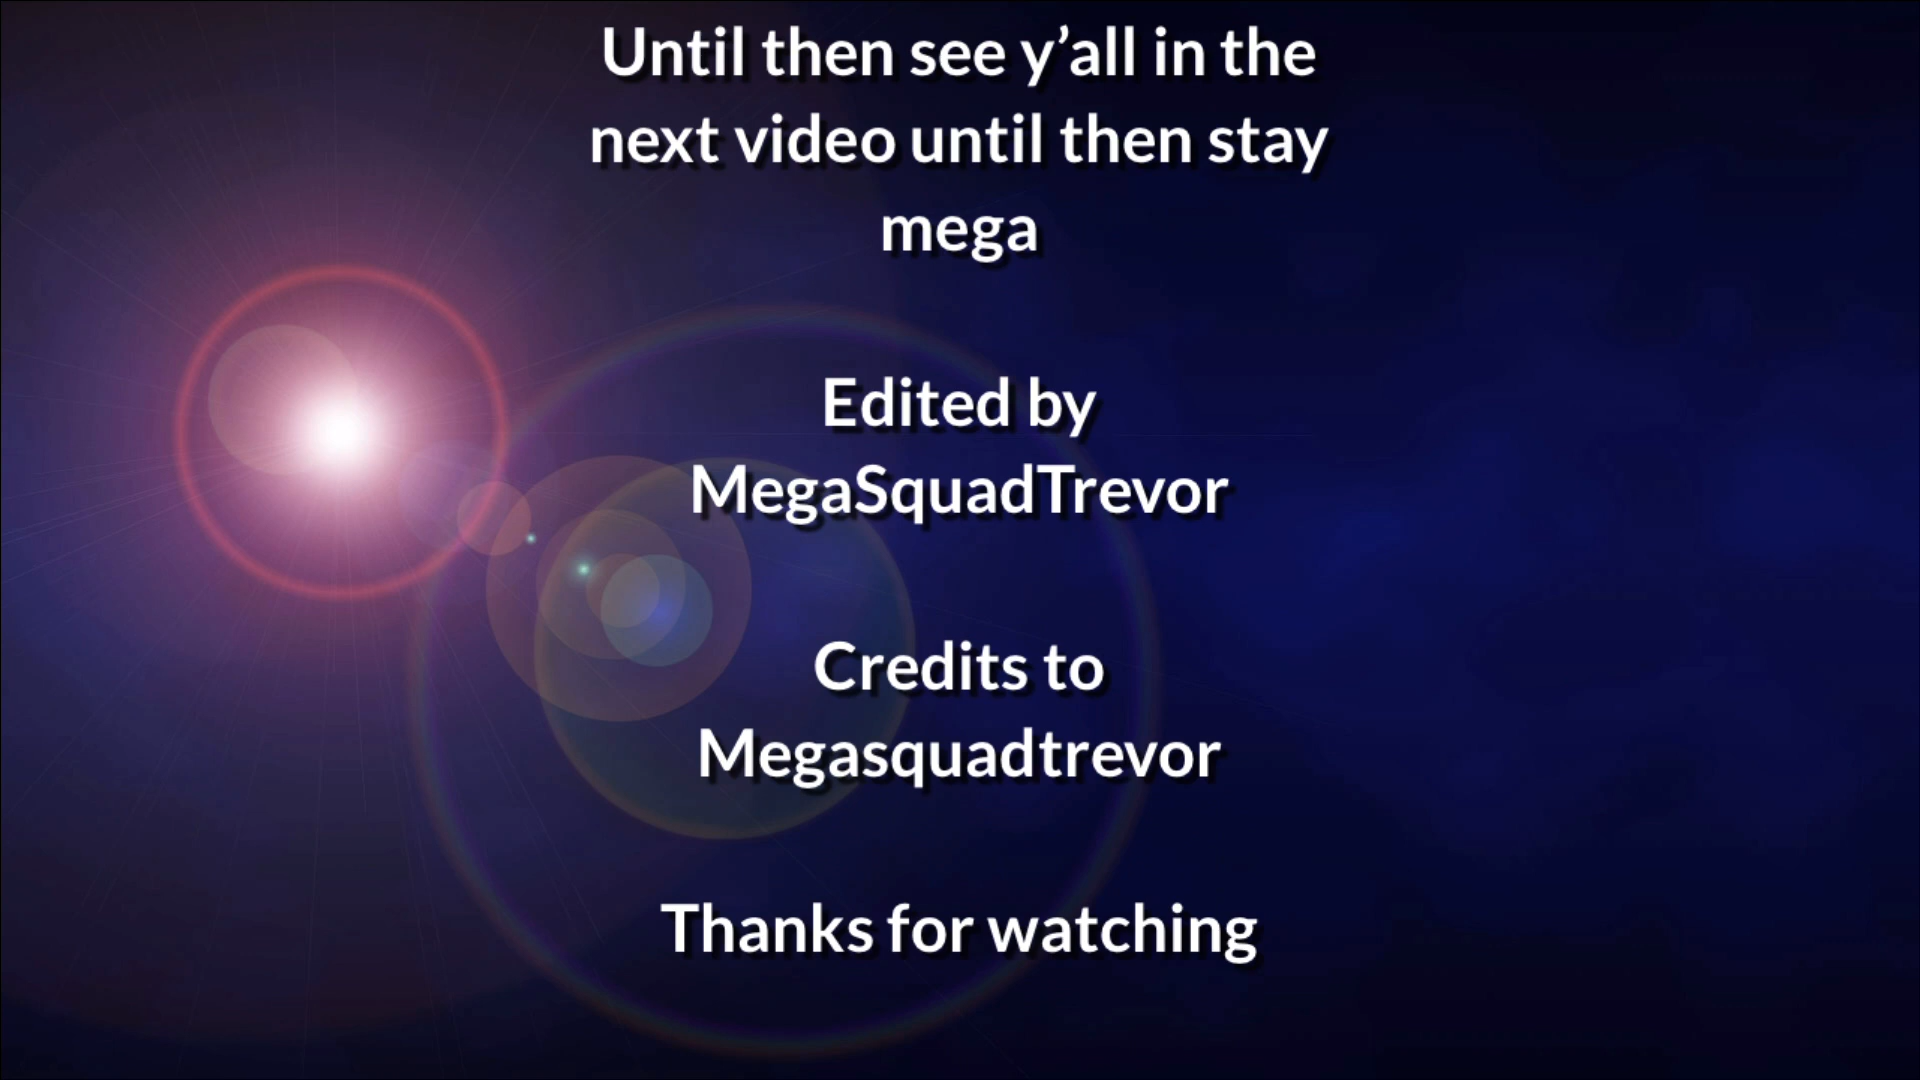 Until then see y’all in the
next video until then stay
mega
Edited by
MegaSquadTrevor
Credits to
Megasquadtrevor
Thanks for watching